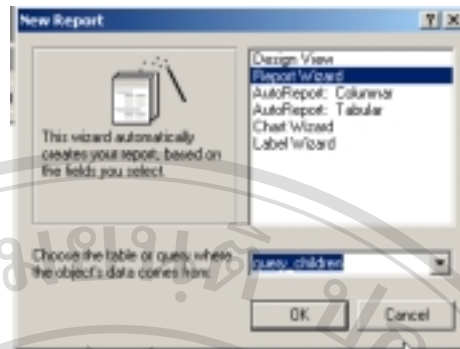 New Report
Design View
Report Wizard
AutoReport: Columnar
AutoReport: Tabular
Chart Wizard
Label Wizard
This wizard automatically
creates your report, based on
the fields you select.
Choose the table or query where
the object's data comes from:
query_children
OK
Cancel